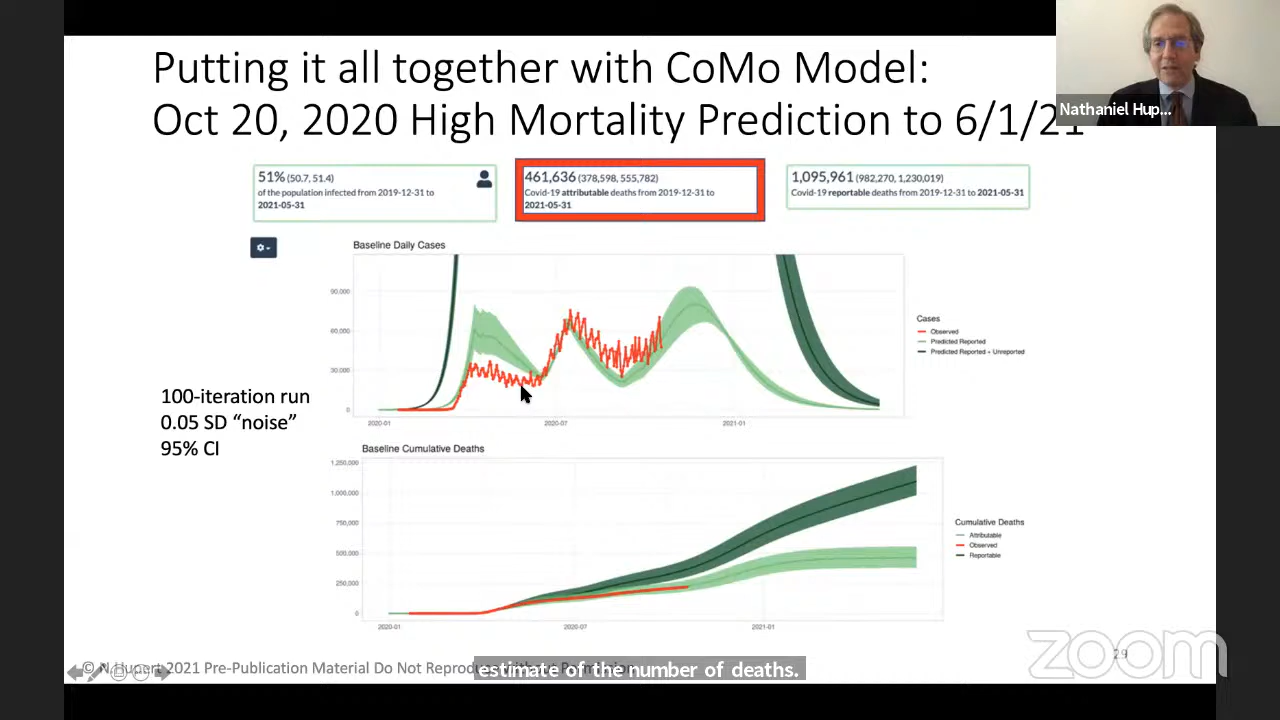 Putting it all together with CoMo Model:
Oct 20, 2020 High Mortality Prediction to 6/1/21
Nathaniel Hup...
51% (50.7, 51.4)
of the population infected from 2019-12-31 to
2021-05-31
461,636 (378,598, 555,782)
Covid-19 attributable deaths from 2019-12-31 to
2021-05-31
1,095,961 (982,270, 1,230,019)
Covid-19 reportable deaths from 2019-12-31 to 2021-05-31
Baseline Daily Cases
90,000
60,000
30,000
0
2020-01
2020-07
2021-01
Cases
Observed
Predicted Reported
Predicted Reported + Unreported
100-iteration run
0.05 SD “noise”
95% CI
Baseline Cumulative Deaths
1,250,000
1,000,000
750,000
500,000
250,000
0
2020-01
2020-07
2021-01
Cumulative Deaths
Attributable
Observed
Reportable
© N Hupert 2021 Pre-Publication Material Do Not
estimate of the number of deaths.
zoom
29